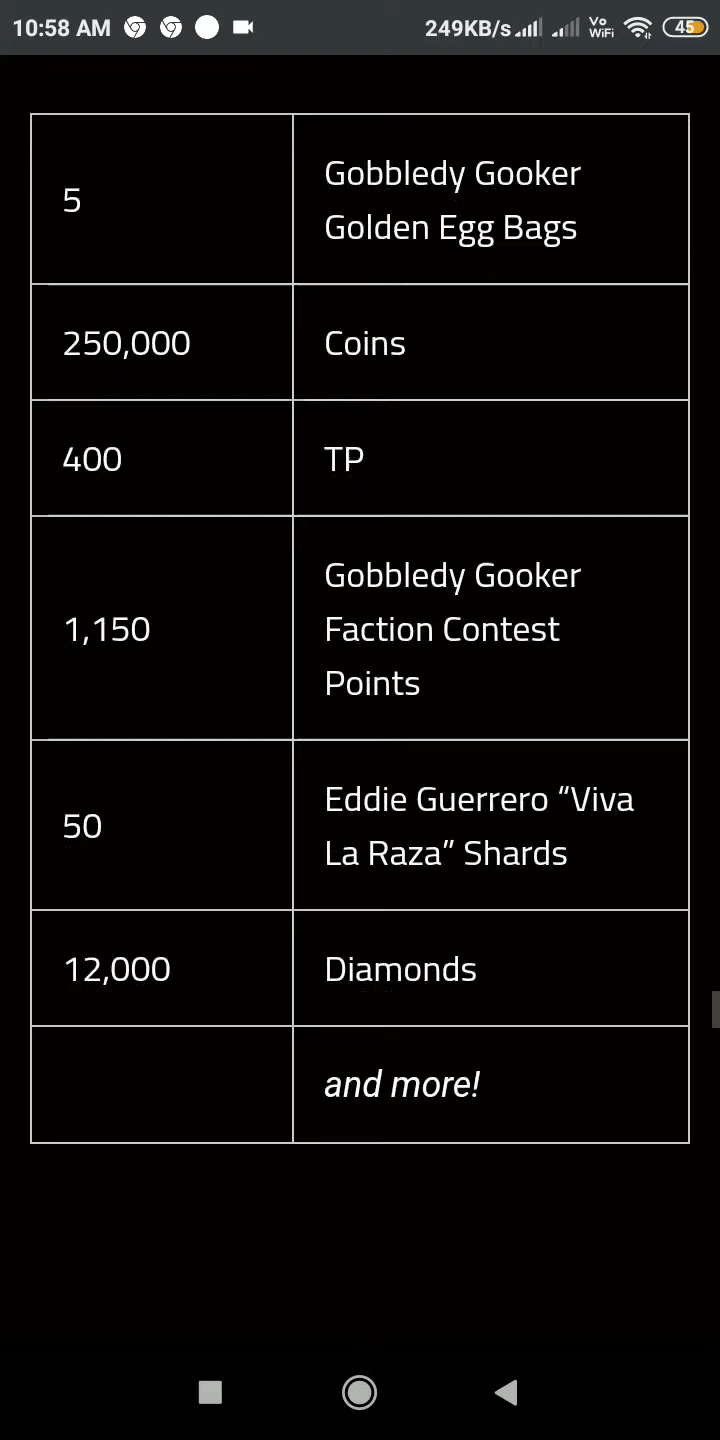 10:58 AM 249KB/s Vo WiFi 45
5
Gobbledy Gooker
Golden Egg Bags
250,000 Coins
400 TP
1,150
Gobbledy Gooker
Faction Contest
Points
50
Eddie Guerrero “Viva
La Raza” Shards
12,000 Diamonds
and more!